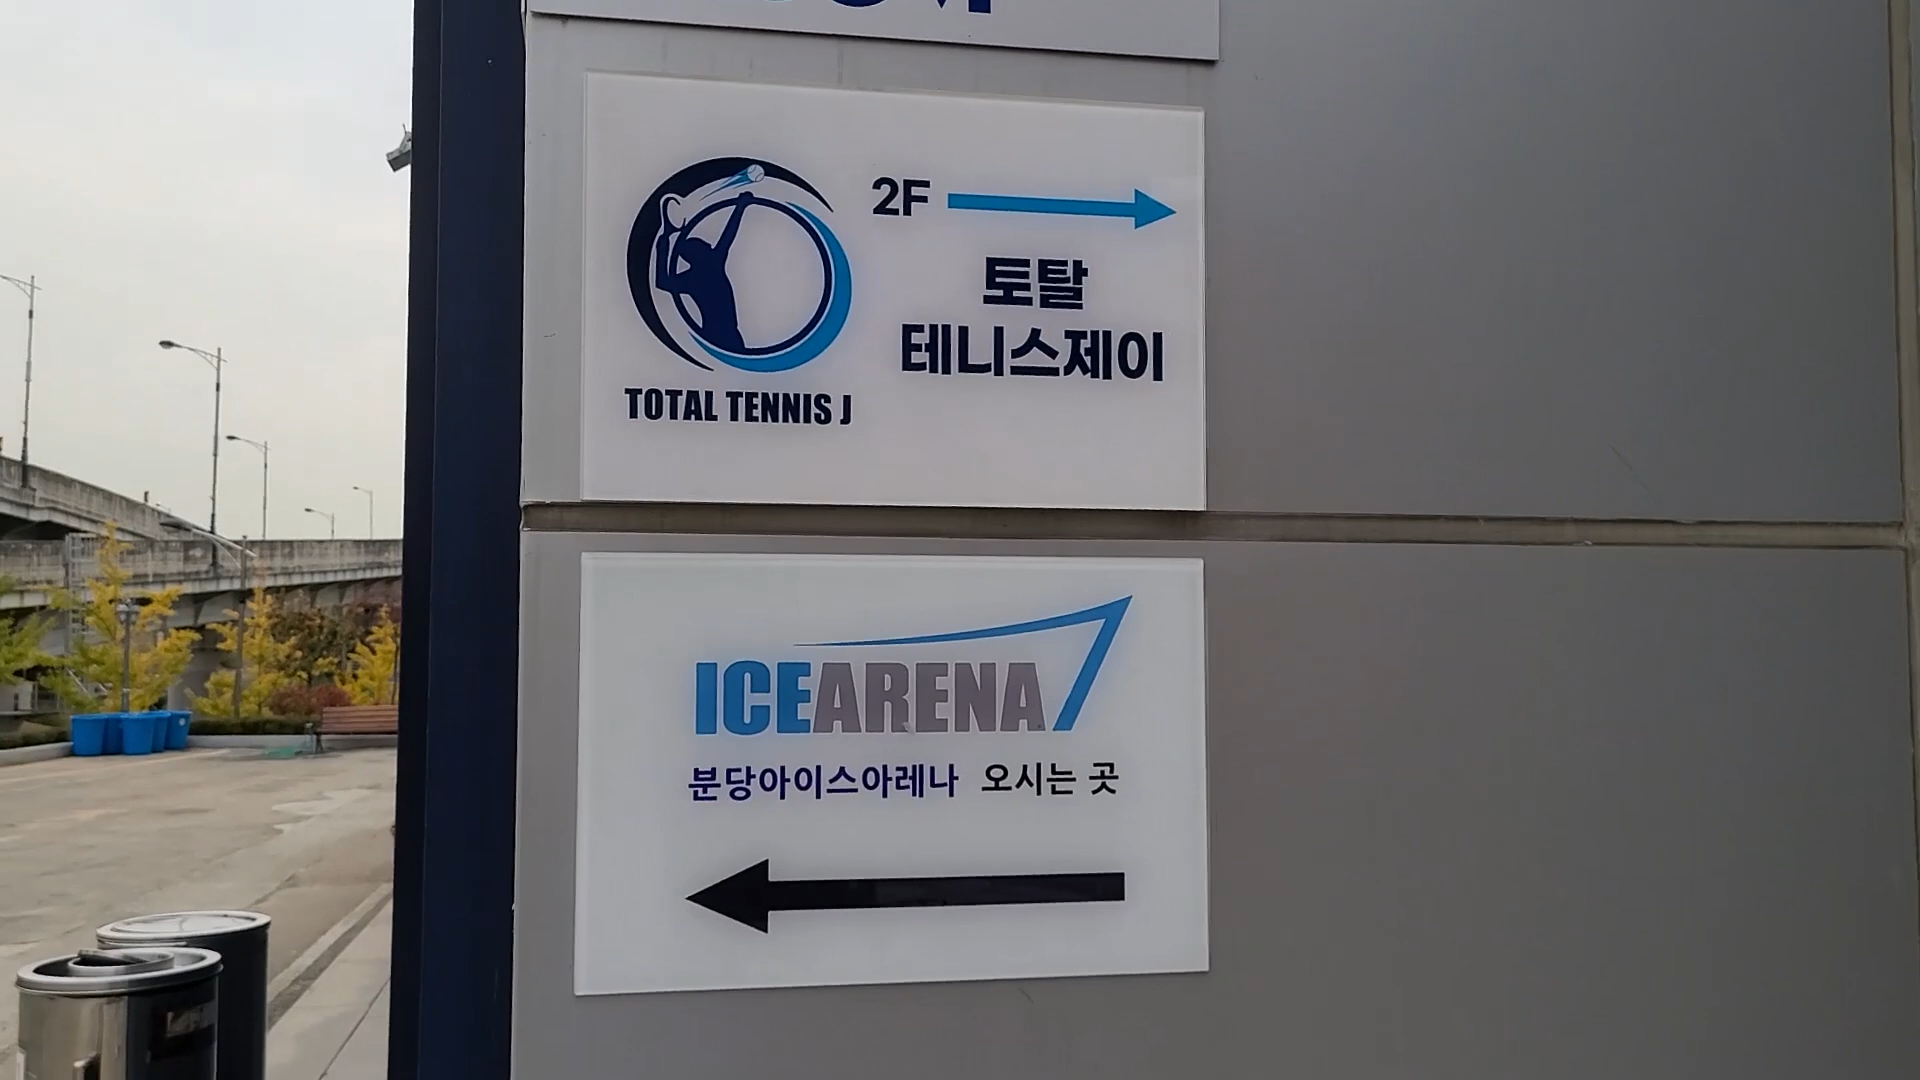 2F
토탈
테니스제이
TOTAL TENNIS J
ICEARENA
분당아이스아레나 오시는 곳